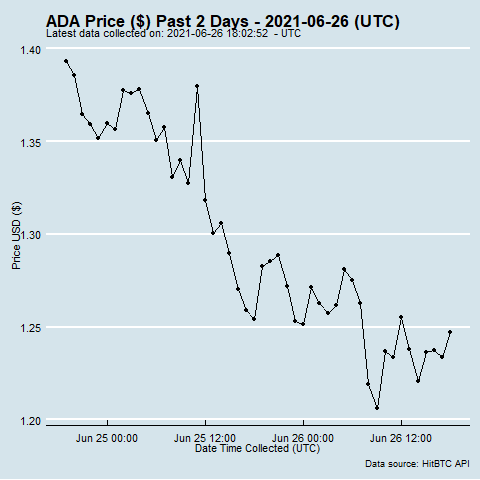 ADA Price ($) Past 2 Days - 2021-06-26 (UTC)
Latest data collected on: 2021-06-26 18:02:52 - UTC
1.40
1.35
1.30
1.25
1.20
Price USD ($)
Jun 25 00:00
Jun 25 12:00
Jun 26 00:00
Jun 26 12:00
Date Time Collected (UTC)
Data source: HitBTC API